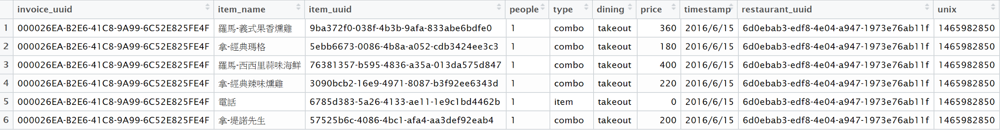 invoice_uuid item_name item_uuid people type dining price timestamp restaurant_uuid unix
1 000026EA-B2E6-41C8-9A99-6C52E825FE4F 羅馬-義式果香燻雞 9ba372f0-038f-4b3b-9afa-833abe6bdfe0 1 combo takeout 360 2016/6/15 6d0ebab3-edf8-4e04-a947-1973e76ab11f 1465982850
2 000026EA-B2E6-41C8-9A99-6C52E825FE4F 拿-經典瑪格 5ebb6673-0086-4b8a-a052-cdb3424ee3c3 1 combo takeout 180 2016/6/15 6d0ebab3-edf8-4e04-a947-1973e76ab11f 1465982850
3 000026EA-B2E6-41C8-9A99-6C52E825FE4F 羅馬-西西里蒜味海鮮 76381357-b595-4836-a35a-013da575d847 1 combo takeout 400 2016/6/15 6d0ebab3-edf8-4e04-a947-1973e76ab11f 1465982850
4 000026EA-B2E6-41C8-9A99-6C52E825FE4F 拿-經典辣味燻雞 3090bcb2-16e9-4971-8087-b3f92ee6343d 1 combo takeout 220 2016/6/15 6d0ebab3-edf8-4e04-a947-1973e76ab11f 1465982850
5 000026EA-B2E6-41C8-9A99-6C52E825FE4F 電話 6785d383-5a26-4133-ae11-1e9c1bd4462b 1 item takeout 0 2016/6/15 6d0ebab3-edf8-4e04-a947-1973e76ab11f 1465982850
6 000026EA-B2E6-41C8-9A99-6C52E825FE4F 拿-堤諾先生 57525b6c-4086-4bc1-afa4-aa3def92eab4 1 combo takeout 200 2016/6/15 6d0ebab3-edf8-4e04-a947-1973e76ab11f 1465982850